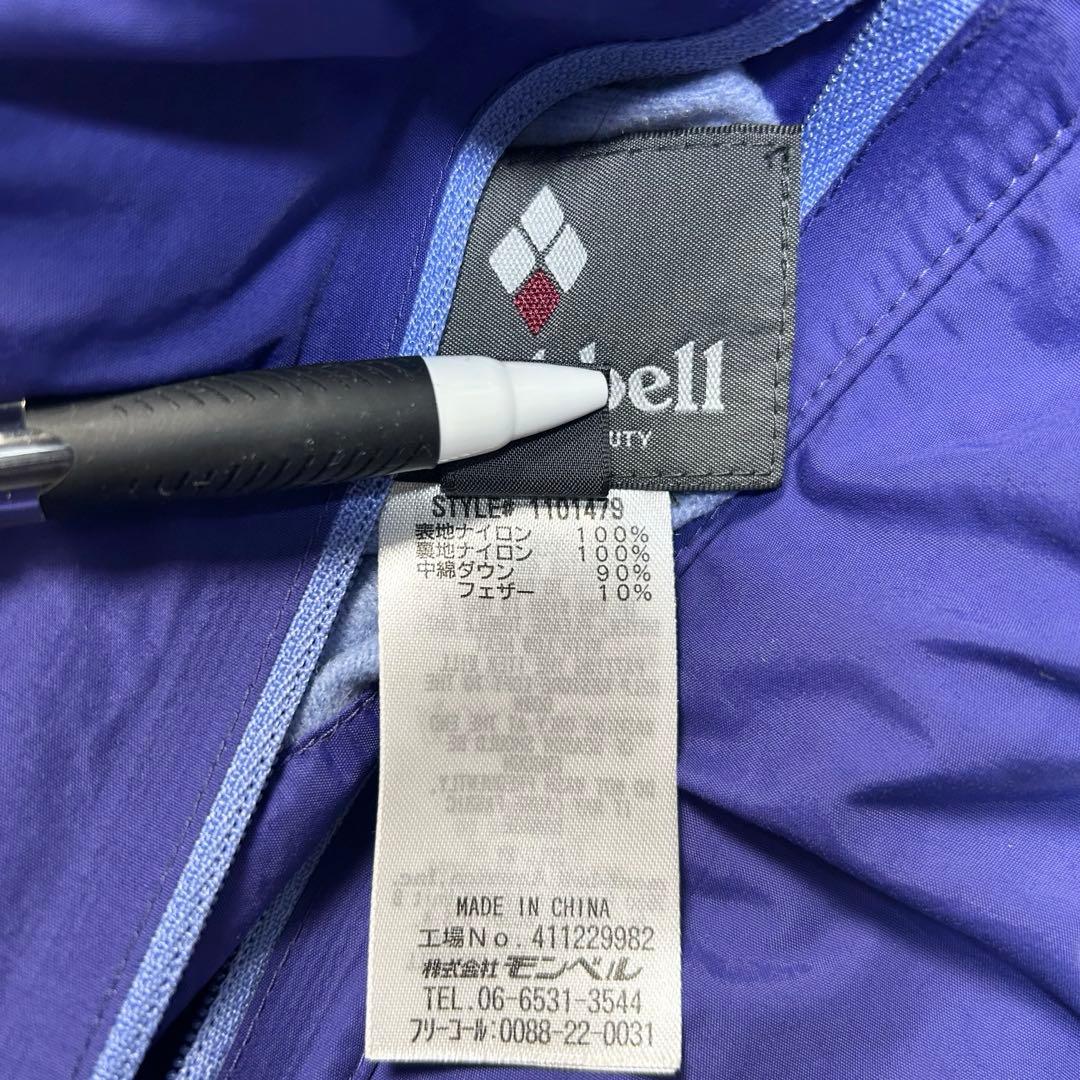 bell
UTY
STYLE# 1101479
表地ナイロン 100%
裏地ナイロン 100%
中綿ダウン 90%
フェザー 10%
MADE IN CHINA
工場No. 411229982
株式会社モンベル
TEL.06-6531-3544
フリーコール:0088-22-0031